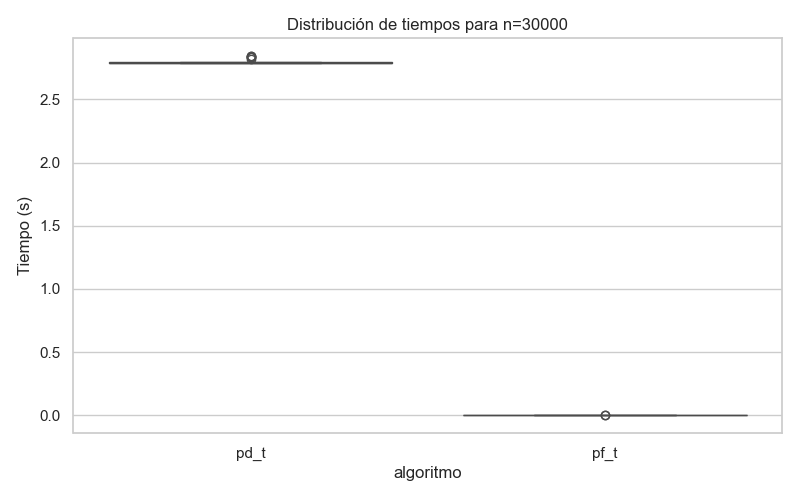 Distribución de tiempos para n=30000
Tiempo (s)
2.5
2.0
1.5
1.0
0.5
0.0
pd_t
pf_t
algoritmo